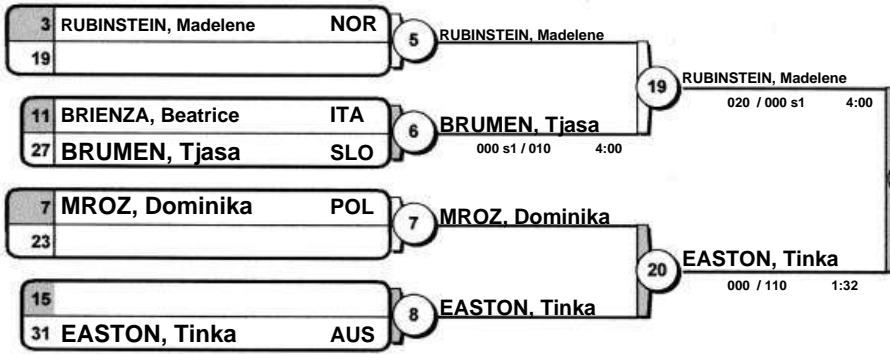 3 RUBINSTEIN, Madelene NOR
19
5
RUBINSTEIN, Madelene
11 BRIENZA, Beatrice ITA
27 BRUMEN, Tjasa SLO
6
BRUMEN, Tjasa
000 s1 / 010 4:00
19
RUBINSTEIN, Madelene
020 / 000 s1 4:00
7 MROZ, Dominika POL
23
7
MROZ, Dominika
15
31 EASTON, Tinka AUS
8
EASTON, Tinka
20
EASTON, Tinka
000 / 110 1:32